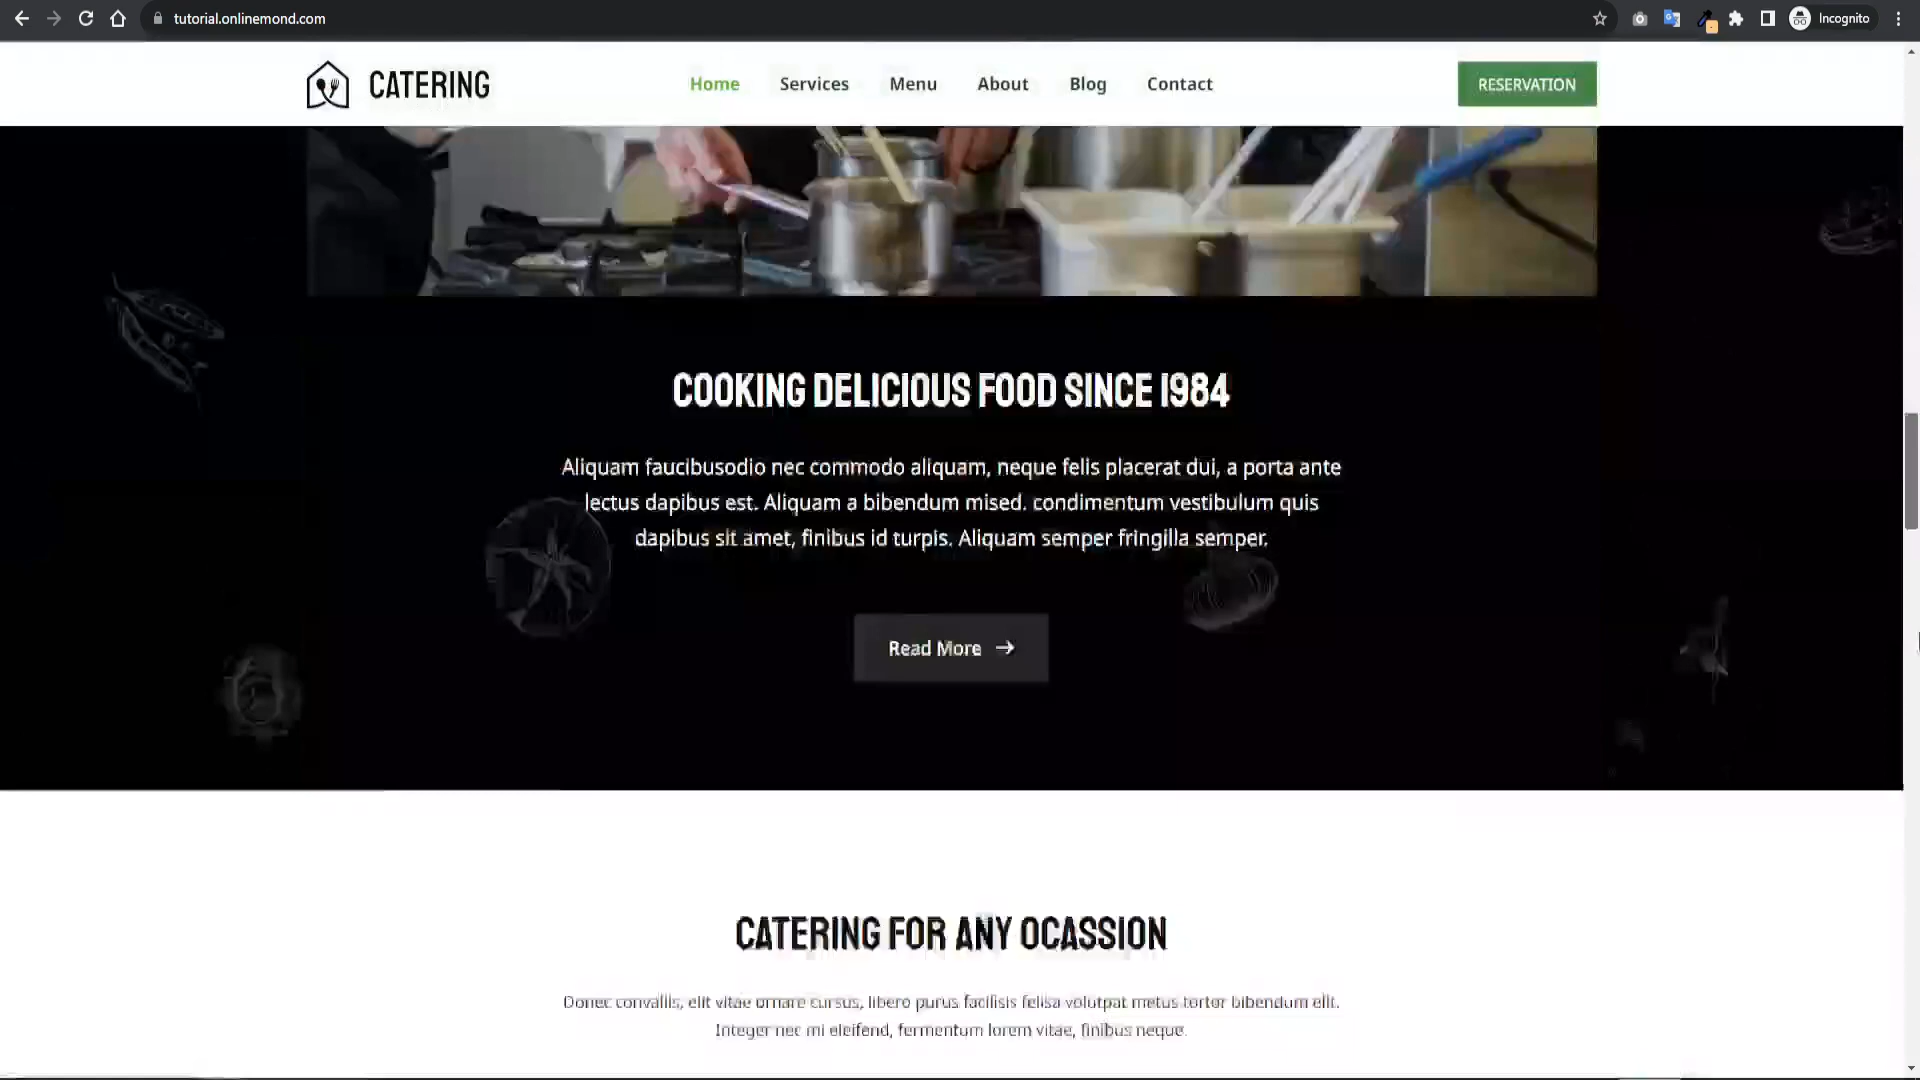 tutorial.onlinemond.com
Incognito
CATERING
Home
Services
Menu
About
Blog
Contact
RESERVATION
COOKING DELICIOUS FOOD SINCE 1984
Aliquam faucibusodio nec commodo aliquam, neque felis placerat dui, a porta ante
lectus dapibus est. Aliquam a bibendum mised. condimentum vestibulum quis
dapibus sit amet, finibus id turpis. Aliquam semper fringilla semper.
Read More →
CATERING FOR ANY OCASSION
Donec convallis, elit vitae ornare cursus, libero purus facilisis felisa volutpat metus tortor bibendum elit.
Integer nec mi eleifend, fermentum lorem vitae, finibus neque.